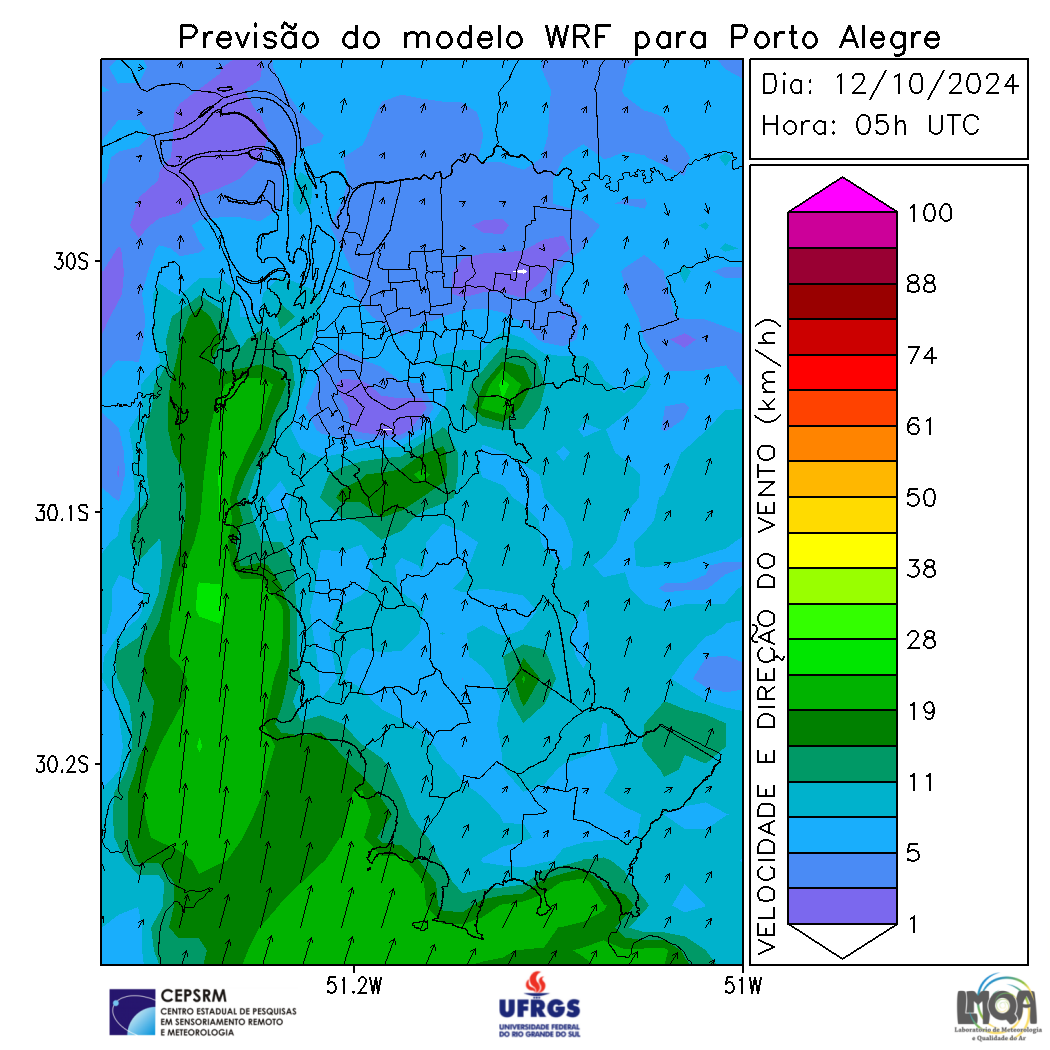 Previsão do modelo WRF para Porto Alegre
Dia: 12/10/2024
Hora: 05h UTC
30S
30.1S
30.2S
51.2W
51W
VELOCIDADE E DIREÇÃO DO VENTO (km/h)
100
88
74
61
50
38
28
19
11
5
1
CEPSRM
CENTRO ESTADUAL DE PESQUISAS
EM SENSORIAMENTO REMOTO
E METEOROLOGIA
UFRGS
UNIVERSIDADE FEDERAL
DO RIO GRANDE DO SUL
LMQA
Laboratório de Meteorologia
e Qualidade do Ar